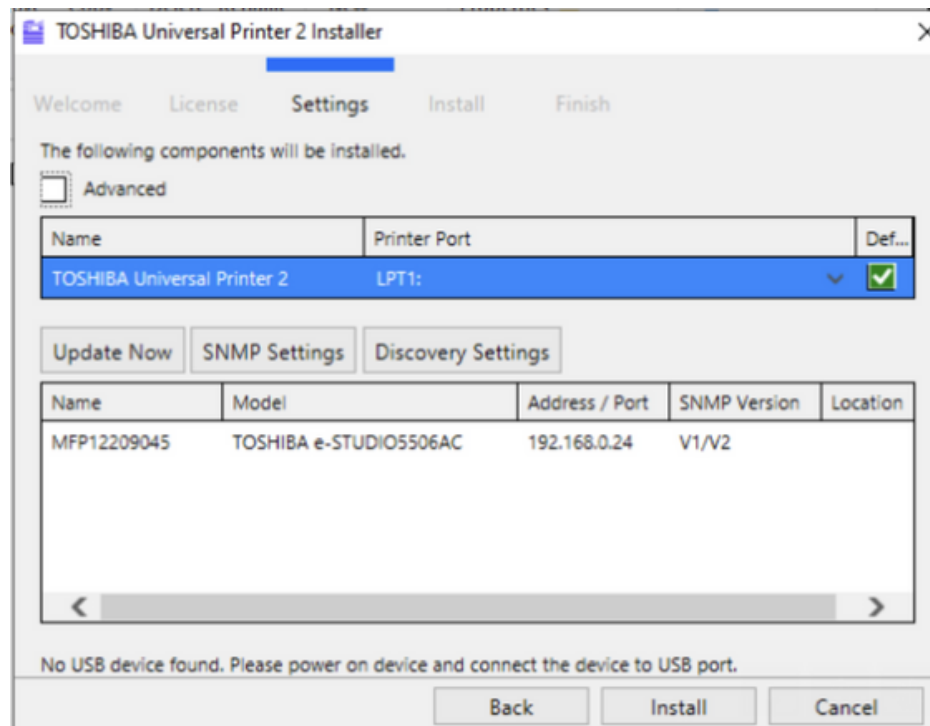 TOSHIBA Universal Printer 2 Installer
Welcome License Settings Install Finish
The following components will be installed.
Advanced
Name Printer Port Def...
TOSHIBA Universal Printer 2 LPT1:
Update Now SNMP Settings Discovery Settings
Name Model Address / Port SNMP Version Location
MFP12209045 TOSHIBA e-STUDIO5506AC 192.168.0.24 V1/V2
No USB device found. Please power on device and connect the device to USB port.
Back Install Cancel